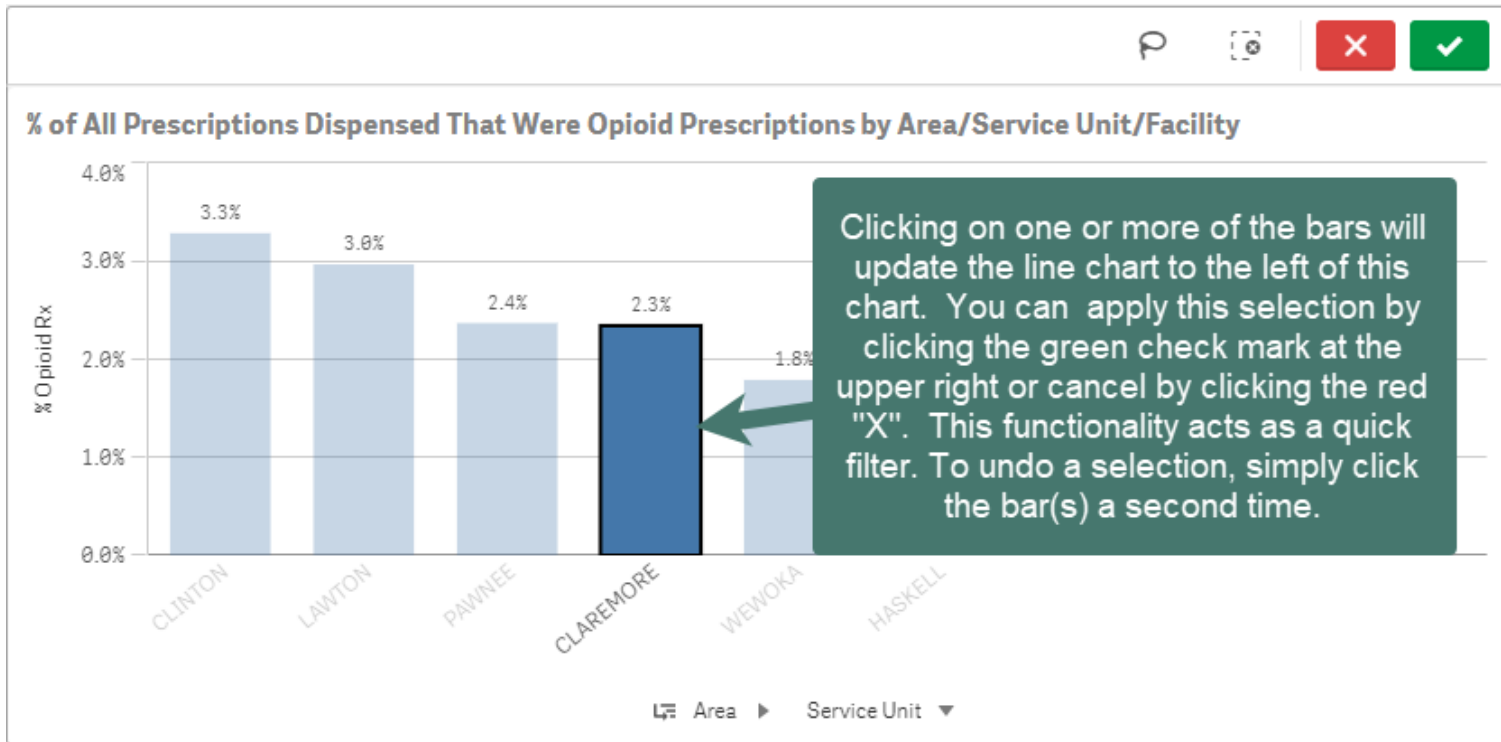 % of All Prescriptions Dispensed That Were Opioid Prescriptions by Area/Service Unit/Facility
% Opioid Rx
4.0%
3.0%
2.0%
1.0%
0.0%
3.3%
3.0%
2.4%
2.3%
1.8%
Clicking on one or more of the bars will
update the line chart to the left of this
chart. You can apply this selection by
clicking the green check mark at the
upper right or cancel by clicking the red
"X". This functionality acts as a quick
filter. To undo a selection, simply click
the bar(s) a second time.
CLINTON
LAWTON
PAWNEE
CLAREMORE
WEWOKA
HASKELL
Area
Service Unit